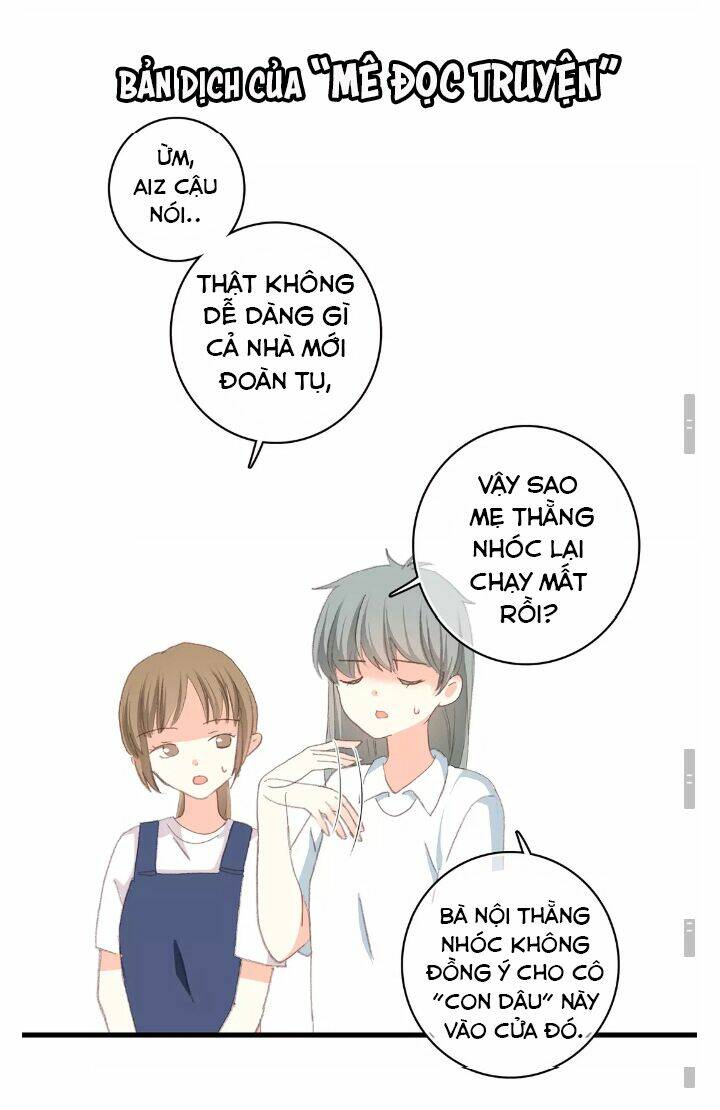 BẢN DỊCH CỦA "MÊ ĐỌC TRUYỆN"
ỪM,
AIZ CẬU
NÓI..
THẬT KHÔNG
DỄ DÀNG GÌ
CẢ NHÀ MỚI
ĐOÀN TỤ,
VẬY SAO
MẸ THẰNG
NHÓC LẠI
CHẠY MẤT
RỒI?
BÀ NỘI THẰNG
NHÓC KHÔNG
ĐỒNG Ý CHO CÔ
"CON DÂU" NÀY
VÀO CỬA ĐÓ.